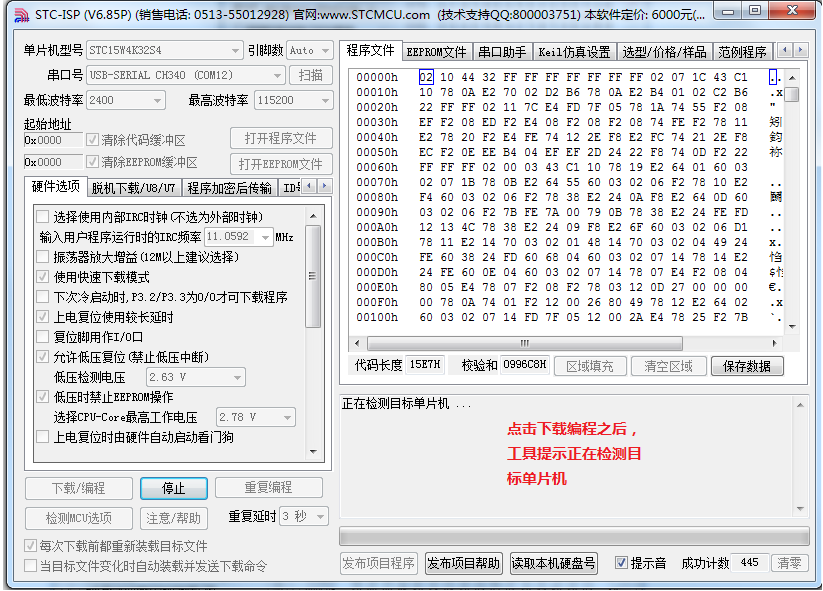 STC-ISP (V6.85P) (销售电话: 0513-55012928) 官网:www.STCMCU.com (技术支持QQ:800003751) 本软件定价: 6000元(...
单片机型号 STC15W4K32S4 引脚数 Auto
串口号 USB-SERIAL CH340 (COM12) 扫描
最低波特率 2400 最高波特率 115200
起始地址
0x0000 清除代码缓冲区 打开程序文件
0x0000 清除EEPROM缓冲区 打开EEPROM文件
硬件选项 脱机下载/U8/U7 程序加密后传输 ID号
选择使用内部IRC时钟(不选为外部时钟)
输入用户程序运行时的IRC频率 11.0592 MHz
振荡器放大增益(12M以上建议选择)
使用快速下载模式
下次冷启动时,P3.2/P3.3为0/0才可下载程序
上电复位使用较长延时
复位脚用作I/O口
允许低压复位(禁止低压中断)
低压检测电压 2.63 V
低压时禁止EEPROM操作
选择CPU-Core最高工作电压 2.78 V
上电复位时由硬件自动启动看门狗
下载/编程 停止 重复编程
检测MCU选项 注意/帮助 重复延时 3 秒
每次下载前都重新装载目标文件
当目标文件变化时自动装载并发送下载命令
程序文件 EEPROM文件 串口助手 Keil仿真设置 选型/价格/样品 范例程序
00000h 02 10 44 32 FF FF FF FF FF FF FF 02 07 1C 43 C1 ..
00010h 10 78 0A E2 70 02 D2 B6 78 0A E2 B4 01 02 C2 B6 .x
00020h 22 FF FF 02 11 7C E4 FD 7F 05 78 1A 74 55 F2 08 "
00030h EF F2 08 ED F2 E4 08 F2 08 F2 08 74 FE F2 78 11
00040h E2 78 20 F2 E4 FE 74 12 2E F8 E2 FC 74 21 2E F8
00050h EC F2 0E EE B4 04 EF EF 2D 24 22 F8 74 0D F2 22
00060h FF FF FF 02 00 03 43 C1 10 78 19 E2 64 01 60 03
00070h 02 07 1B 78 0B E2 64 55 60 03 02 06 F2 78 10 E2 ..
00080h F4 60 03 02 06 F2 78 38 E2 24 0A F8 E2 64 0D 60
00090h 03 02 06 F2 7B FE 7A 00 79 0B 78 38 E2 24 FE FD ..
000A0h 12 13 4C 78 38 E2 24 09 F8 E2 6F 60 03 02 06 D1 ..
000B0h 78 11 E2 14 70 03 02 01 48 14 70 03 02 04 49 24 x.
000C0h FE 60 38 24 FD 60 68 04 60 03 02 07 14 78 14 E2
000D0h 24 FE 60 0E 04 60 03 02 07 14 78 07 E4 F2 08 04
000E0h 80 05 E4 78 07 F2 08 F2 78 03 12 0D 27 00 00 00 €.
000F0h 00 78 0A 74 01 F2 12 00 26 80 49 78 12 E2 64 02 .x
00100h 60 03 02 07 14 FD 7F 05 12 00 2A E4 78 25 F2 7B `.
代码长度 15E7H 校验和 0996C8H 区域填充 清空区域 保存数据
正在检测目标单片机 ...
点击下载编程之后，
工具提示正在检测目
标单片机
发布项目程序 发布项目帮助 读取本机硬盘号 提示音 成功计数 445 清零